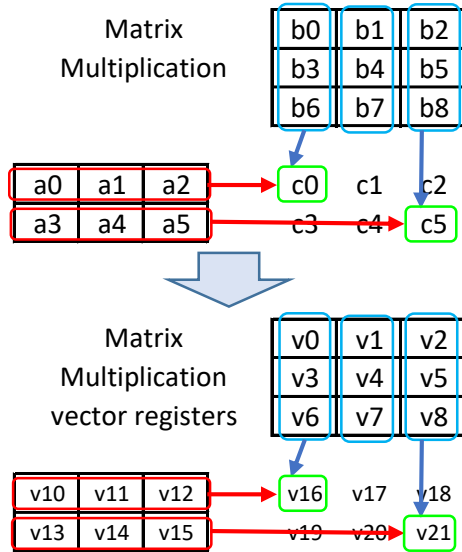 Matrix
Multiplication
b0 b1 b2
b3 b4 b5
b6 b7 b8
a0 a1 a2 c0 c1 c2
a3 a4 a5 c3 c4 c5
Matrix
Multiplication
vector registers
v0 v1 v2
v3 v4 v5
v6 v7 v8
v10 v11 v12 v16 v17 v18
v13 v14 v15 v19 v20 v21